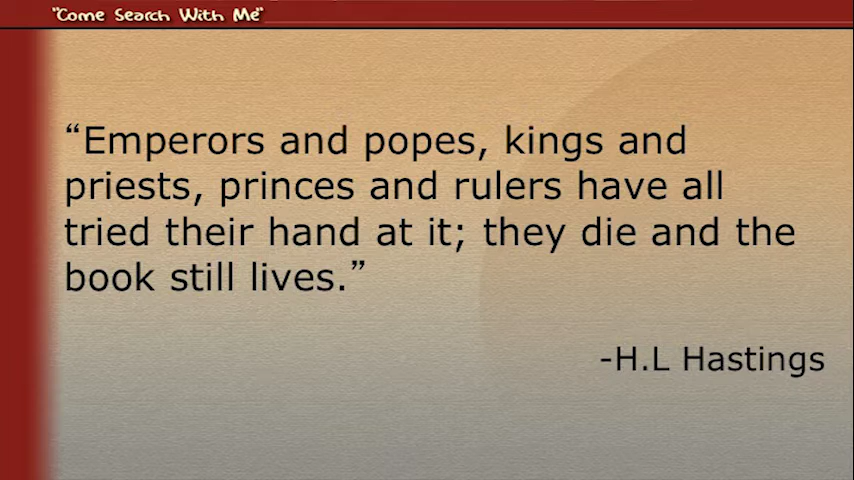 "Come Search With Me"
“Emperors and popes, kings and
priests, princes and rulers have all
tried their hand at it; they die and the
book still lives.”
-H.L Hastings